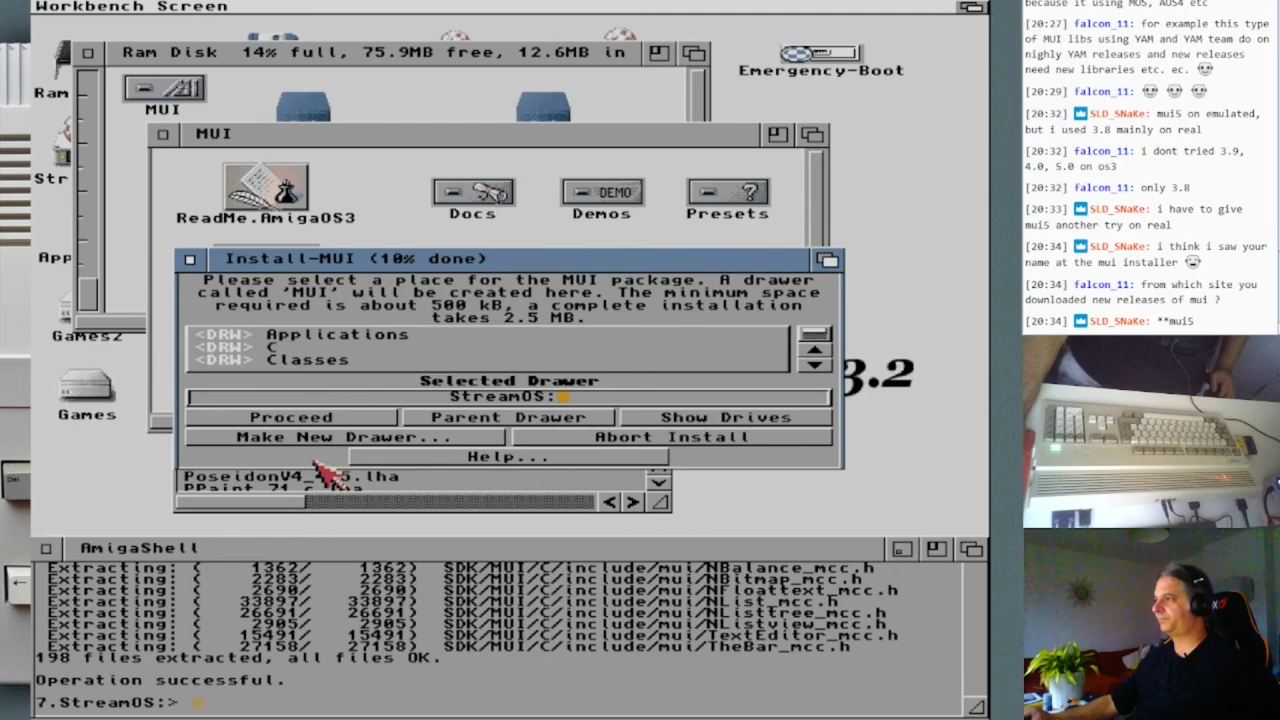 Workbench Screen
Ram Disk 14% full, 75.9MB free, 12.6MB in
Emergency-Boot
Ram
MUI
MUI
Str
ReadMe.AmigaOS3
Docs
Demos
DEMO
Presets
App
Install-MUI (10% done)
Please select a place for the MUI package. A drawer
called 'MUI' will be created here. The minimum space
required is about 500 kB, a complete installation
takes 2.5 MB.
<DRW> Applications
<DRW> C
<DRW> Classes
Selected Drawer
StreamOS:
Proceed Parent Drawer Show Drives
Make New Drawer... Abort Install
Help...
Games2
Games
3.2
AmigaShell
Extracting: ( 1362/ 1362) SDK/MUI/C/include/mui/NBalance_mcc.h
Extracting: ( 2283/ 2283) SDK/MUI/C/include/mui/NBitmap_mcc.h
Extracting: ( 2690/ 2690) SDK/MUI/C/include/mui/NFloattext_mcc.h
Extracting: ( 33897/ 33897) SDK/MUI/C/include/mui/NList_mcc.h
Extracting: ( 26691/ 26691) SDK/MUI/C/include/mui/NListtree_mcc.h
Extracting: ( 2905/ 2905) SDK/MUI/C/include/mui/NListview_mcc.h
Extracting: ( 15491/ 15491) SDK/MUI/C/include/mui/TextEditor_mcc.h
Extracting: ( 27158/ 27158) SDK/MUI/C/include/mui/TheBar_mcc.h
198 files extracted, all files OK.
Operation successful.
7.StreamOS:>
Del
because it using MOS, AOS4 etc
[20:27] falcon_11: for example this type
of MUI libs using YAM and YAM team do on
nighly YAM releases and new releases
need new libraries etc. ec.
[20:29] falcon_11:
[20:32] SLD_SNaKe: mui5 on emulated,
but i used 3.8 mainly on real
[20:32] falcon_11: i dont tried 3.9,
4.0, 5.0 on os3
[20:32] falcon_11: only 3.8
[20:33] SLD_SNaKe: i have to give
mui5 another try on real
[20:34] SLD_SNaKe: i think i saw your
name at the mui installer
[20:34] falcon_11: from which site you
downloaded new releases of mui ?
[20:34] SLD_SNaKe: **mui5